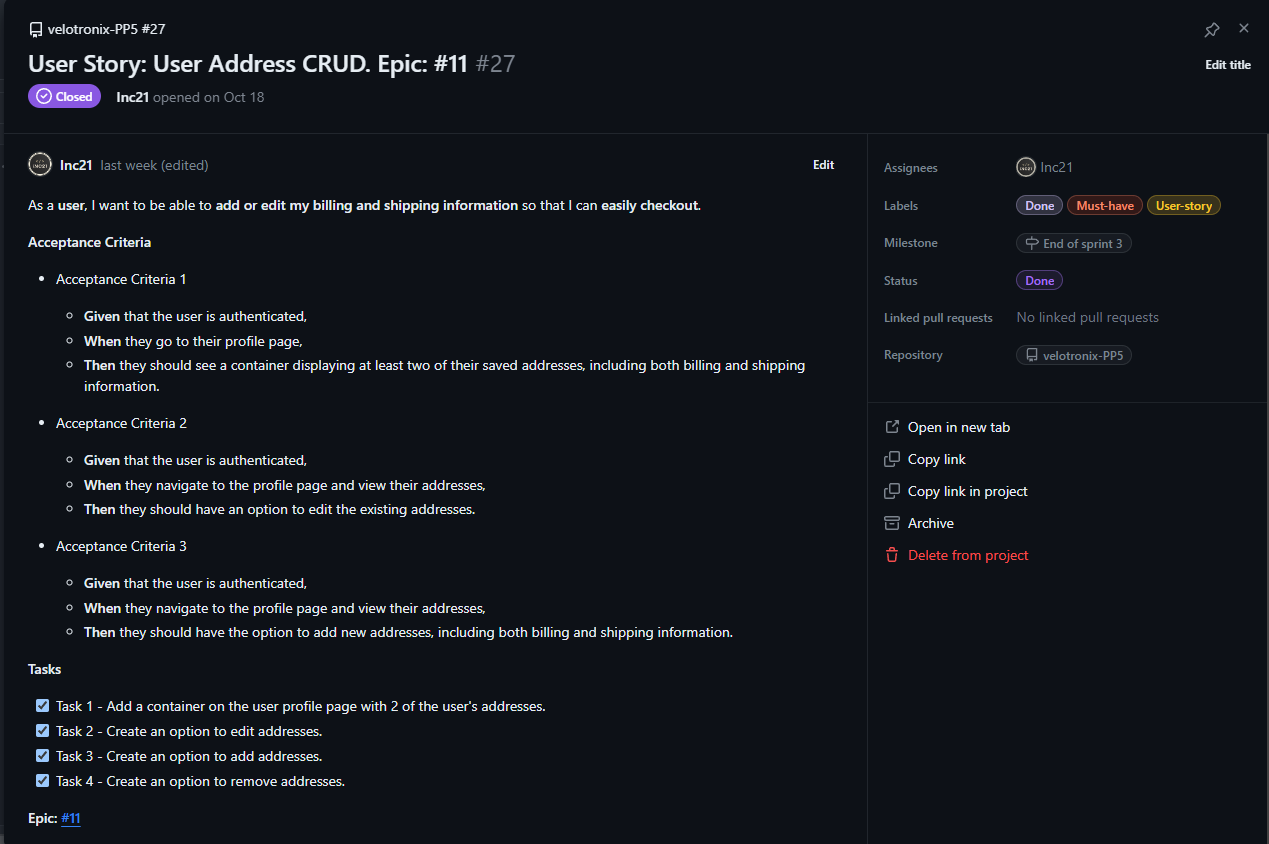 velotronix-PP5 #27
User Story: User Address CRUD. Epic: #11 #27
Edit title
Closed Inc21 opened on Oct 18
Inc21 last week (edited)
Edit
As a user, I want to be able to add or edit my billing and shipping information so that I can easily checkout.
Acceptance Criteria
Acceptance Criteria 1
Given that the user is authenticated,
When they go to their profile page,
Then they should see a container displaying at least two of their saved addresses, including both billing and shipping
information.
Acceptance Criteria 2
Given that the user is authenticated,
When they navigate to the profile page and view their addresses,
Then they should have an option to edit the existing addresses.
Acceptance Criteria 3
Given that the user is authenticated,
When they navigate to the profile page and view their addresses,
Then they should have the option to add new addresses, including both billing and shipping information.
Tasks
Task 1 - Add a container on the user profile page with 2 of the user's addresses.
Task 2 - Create an option to edit addresses.
Task 3 - Create an option to add addresses.
Task 4 - Create an option to remove addresses.
Epic: #11
Assignees Inc21
Labels Done Must-have User-story
Milestone End of sprint 3
Status Done
Linked pull requests No linked pull requests
Repository velotronix-PP5
Open in new tab
Copy link
Copy link in project
Archive
Delete from project